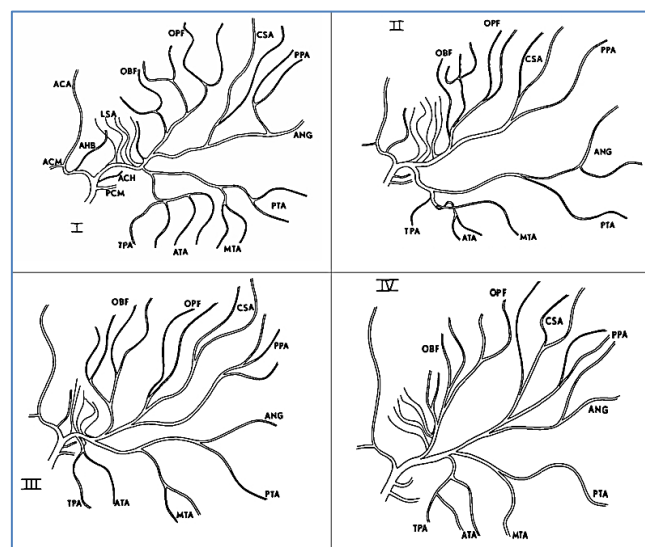 OPF
CSA
PPA
OBF
ACA
LSA
AHB
ANG
ACM
ACH
PCM
PTA
I
TPA
ATA
MTA
II
OPF
PPA
OBF
CSA
ANG
TPA
ATA
MTA
PTA
OBF
OPF
CSA
PPA
ANG
III
TPA
ATA
MTA
PTA
IV
OPF
CSA
PPA
OBF
ANG
PTA
TPA
ATA
MTA